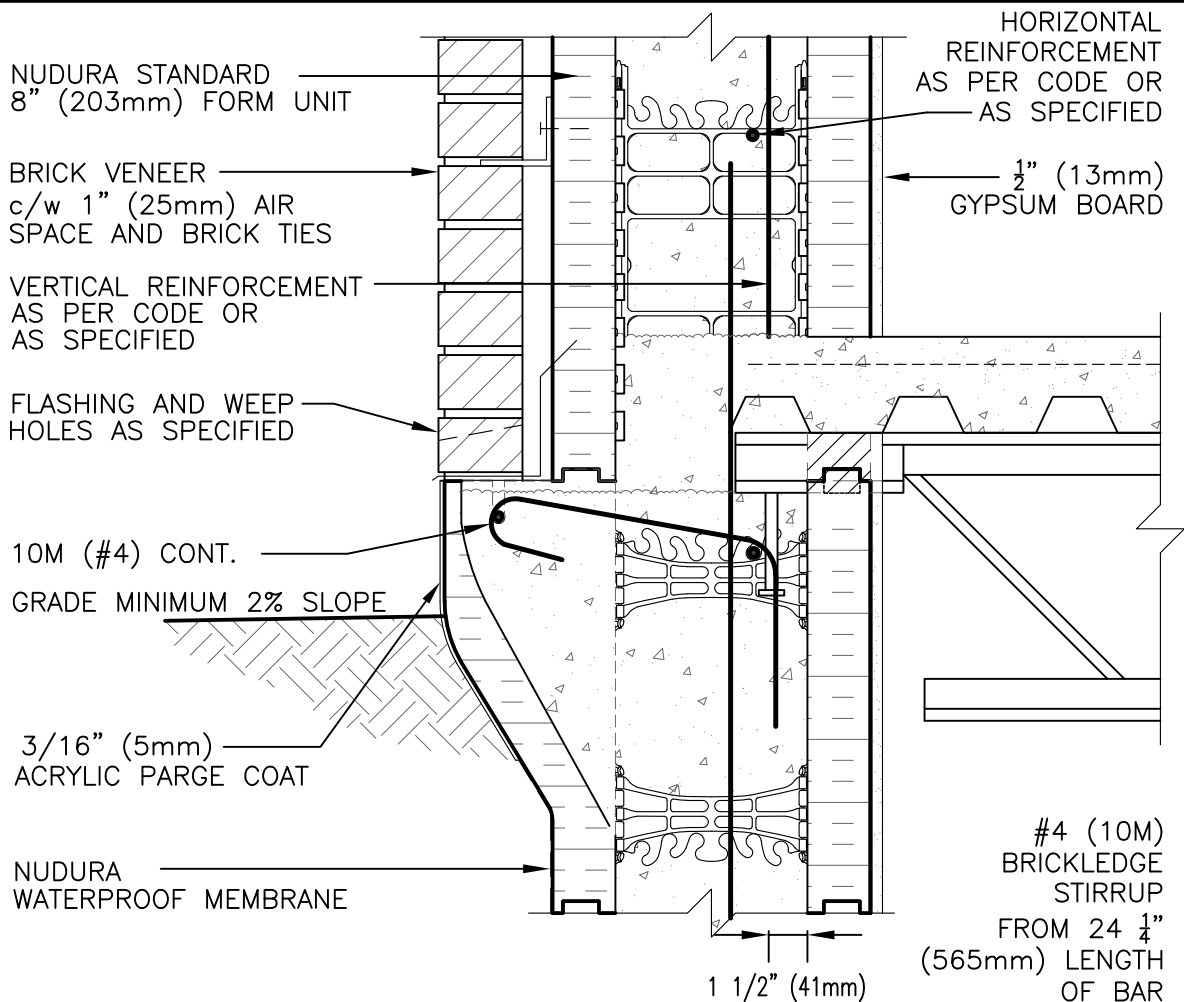 NUDURA STANDARD
8" (203mm) FORM UNIT
BRICK VENEER
c/w 1" (25mm) AIR
SPACE AND BRICK TIES
VERTICAL REINFORCEMENT
AS PER CODE OR
AS SPECIFIED
FLASHING AND WEEP
HOLES AS SPECIFIED
10M (#4) CONT.
GRADE MINIMUM 2% SLOPE
3/16" (5mm)
ACRYLIC PARGE COAT
NUDURA
WATERPROOF MEMBRANE
HORIZONTAL
REINFORCEMENT
AS PER CODE OR
AS SPECIFIED
1/2" (13mm)
GYPSUM BOARD
#4 (10M)
BRICKLEDGE
STIRRUP
FROM 24 1/4"
(565mm) LENGTH
OF BAR
1 1/2" (41mm)